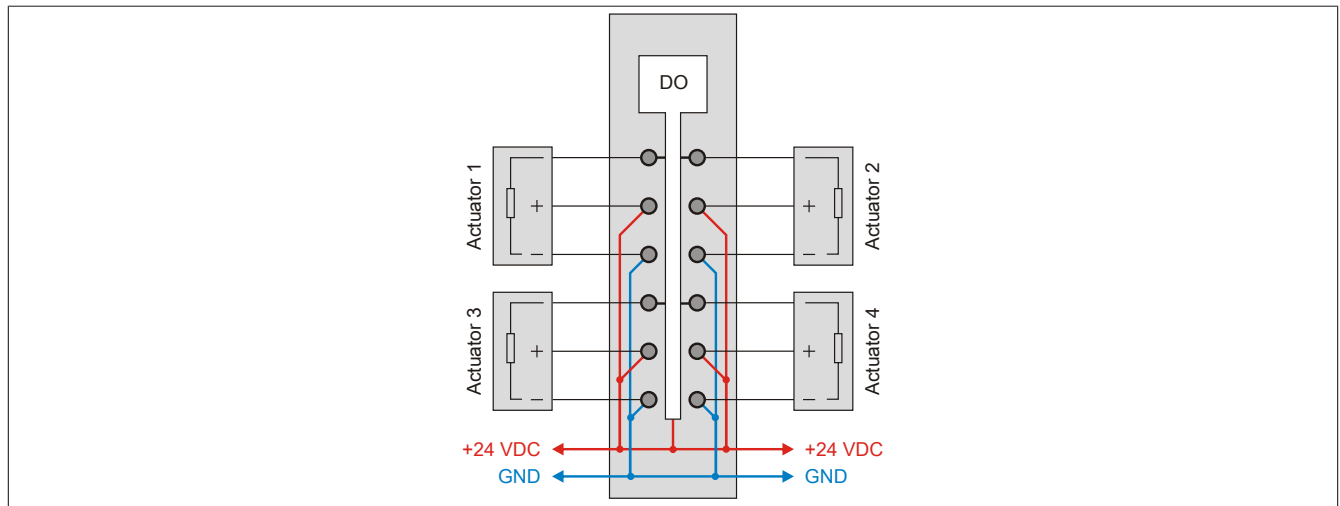 DO
Actuator 1
Actuator 2
+
+
−
−
Actuator 3
Actuator 4
+
+
−
−
+24 VDC
+24 VDC
GND
GND